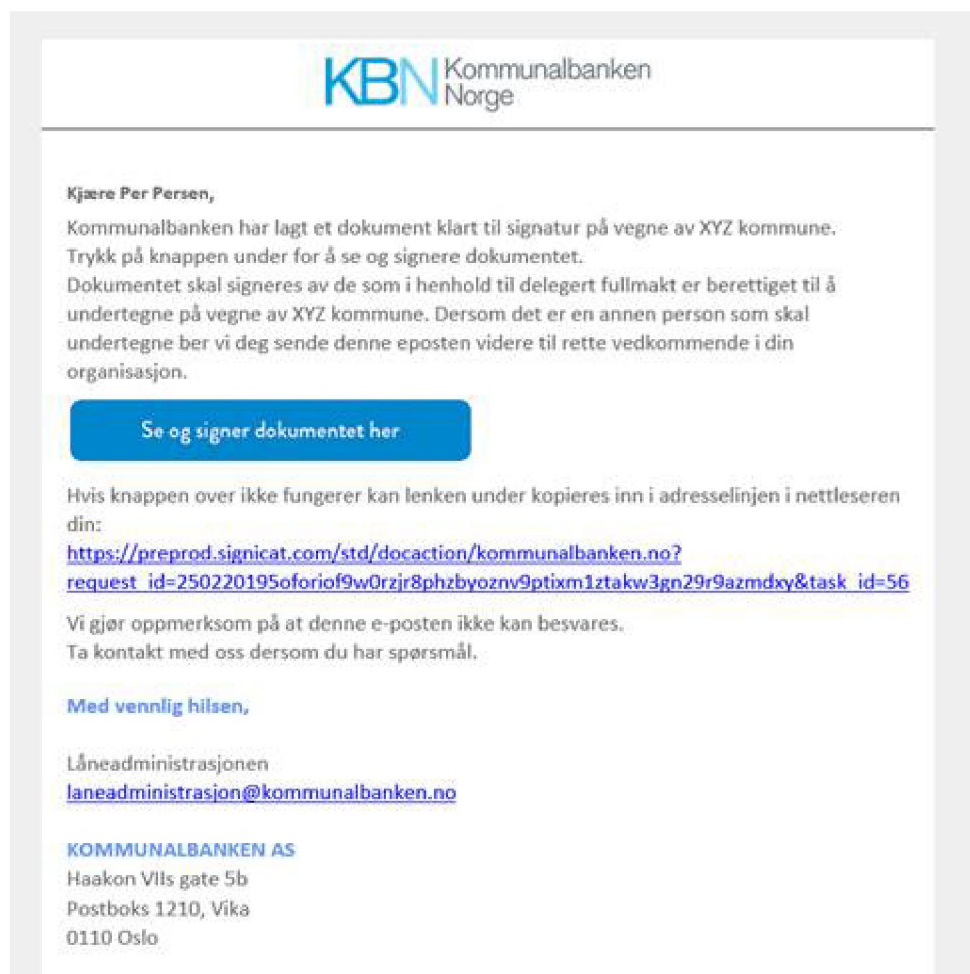 KBN Kommunalbanken
Norge
Kjære Per Persen,
Kommunalbanken har lagt et dokument klart til signatur på vegne av XYZ kommune.
Trykk på knappen under for å se og signere dokumentet.
Dokumentet skal signeres av de som i henhold til delegert fullmakt er berettiget til å
undertegne på vegne av XYZ kommune. Dersom det er en annen person som skal
undertegne ber vi deg sende denne eposten videre til rette vedkommende i din
organisasjon.
Se og signer dokumentet her
Hvis knappen over ikke fungerer kan lenken under kopieres inn i adresselinjen i nettleseren
din:
https://preprod.signicat.com/std/docaction/kommunalbanken.no?
request_id=250220195oforiof9w0rzjr8phzbyoznv9ptixm1ztakw3gn29r9azmdxy&task_id=56
Vi gjør oppmerksom på at denne e-posten ikke kan besvares.
Ta kontakt med oss dersom du har spørsmål.
Med vennlig hilsen,
Låneadministrasjonen
laneadministrasjon@kommunalbanken.no
KOMMUNALBANKEN AS
Haakon VIIs gate 5b
Postboks 1210, Vika
0110 Oslo